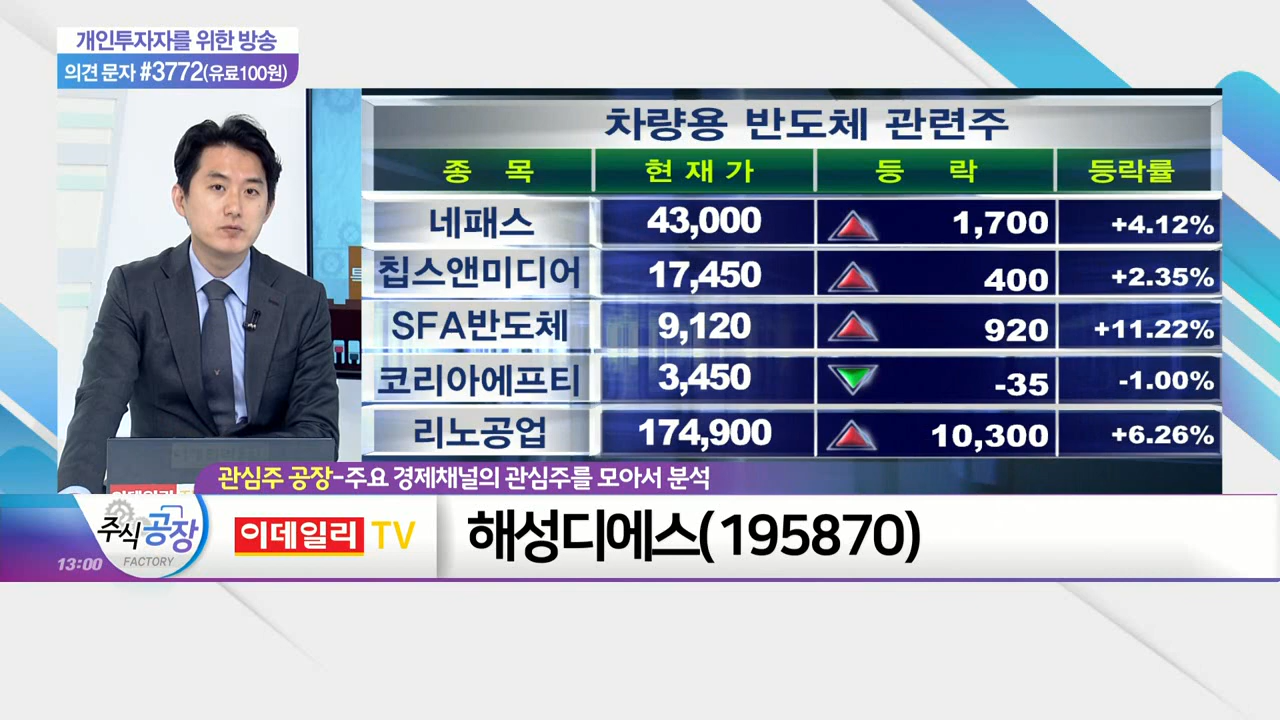 개인투자자를 위한 방송
의견 문자 #3772(유료100원)
차량용 반도체 관련주
종 목 현 재 가 등 락 등락률
네패스 43,000 1,700 +4.12%
칩스앤미디어 17,450 400 +2.35%
SFA반도체 9,120 920 +11.22%
코리아에프티 3,450 -35 -1.00%
리노공업 174,900 10,300 +6.26%
관심주 공장-주요 경제채널의 관심주를 모아서 분석
주식공장
FACTORY
13:00
이데일리 TV
해성디에스(195870)